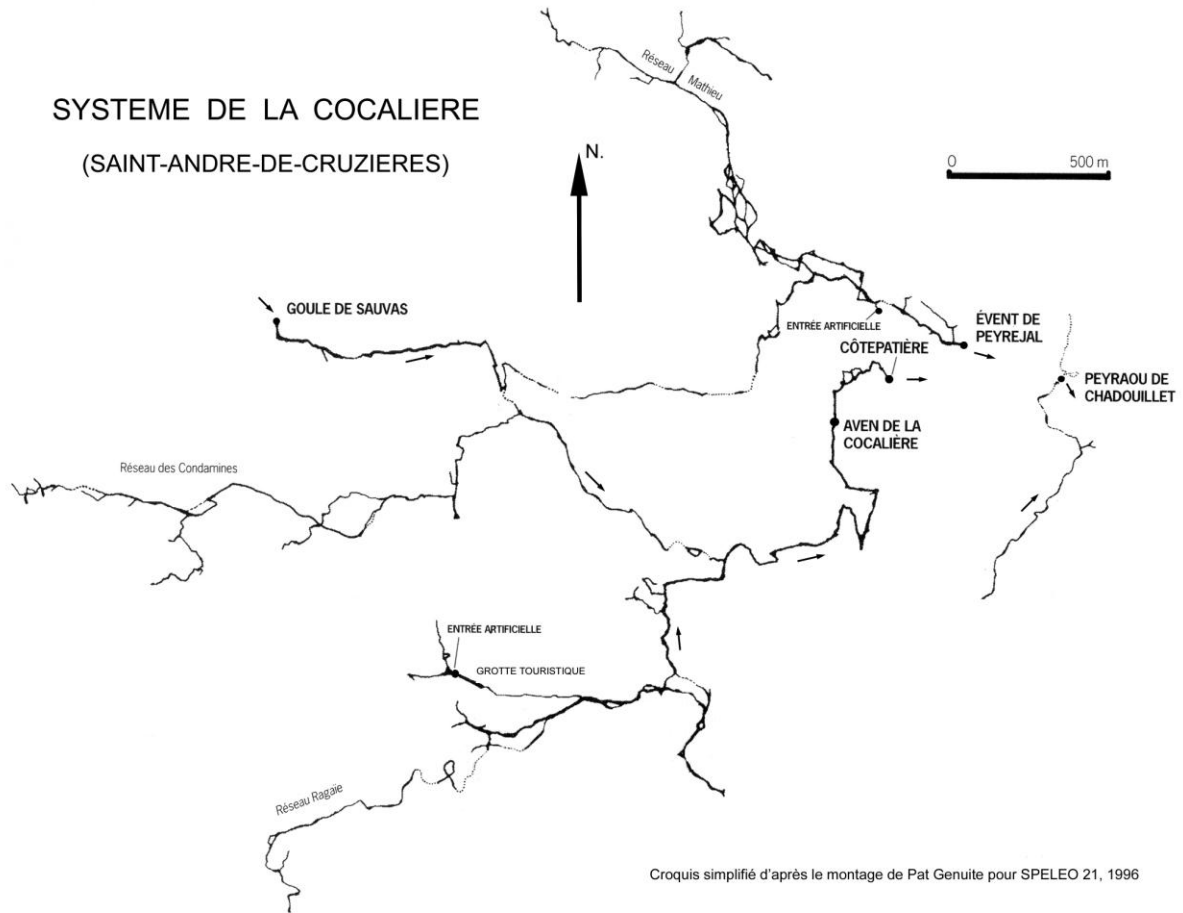 Réseau Mathieu
SYSTEME DE LA COCALIERE
(SAINT-ANDRE-DE-CRUZIERES)
N.
0 500 m
GOULE DE SAUVAS
ENTRÉE ARTIFICIELLE
ÉVENT DE
PEYREJAL
CÔTEPATIÈRE
PEYRAOU DE
CHADOUILLET
AVEN DE LA
COCALIÈRE
Réseau des Condamines
ENTRÉE ARTIFICIELLE
GROTTE TOURISTIQUE
Réseau Ragaïe
Croquis simplifié d'après le montage de Pat Genuite pour SPELEO 21, 1996